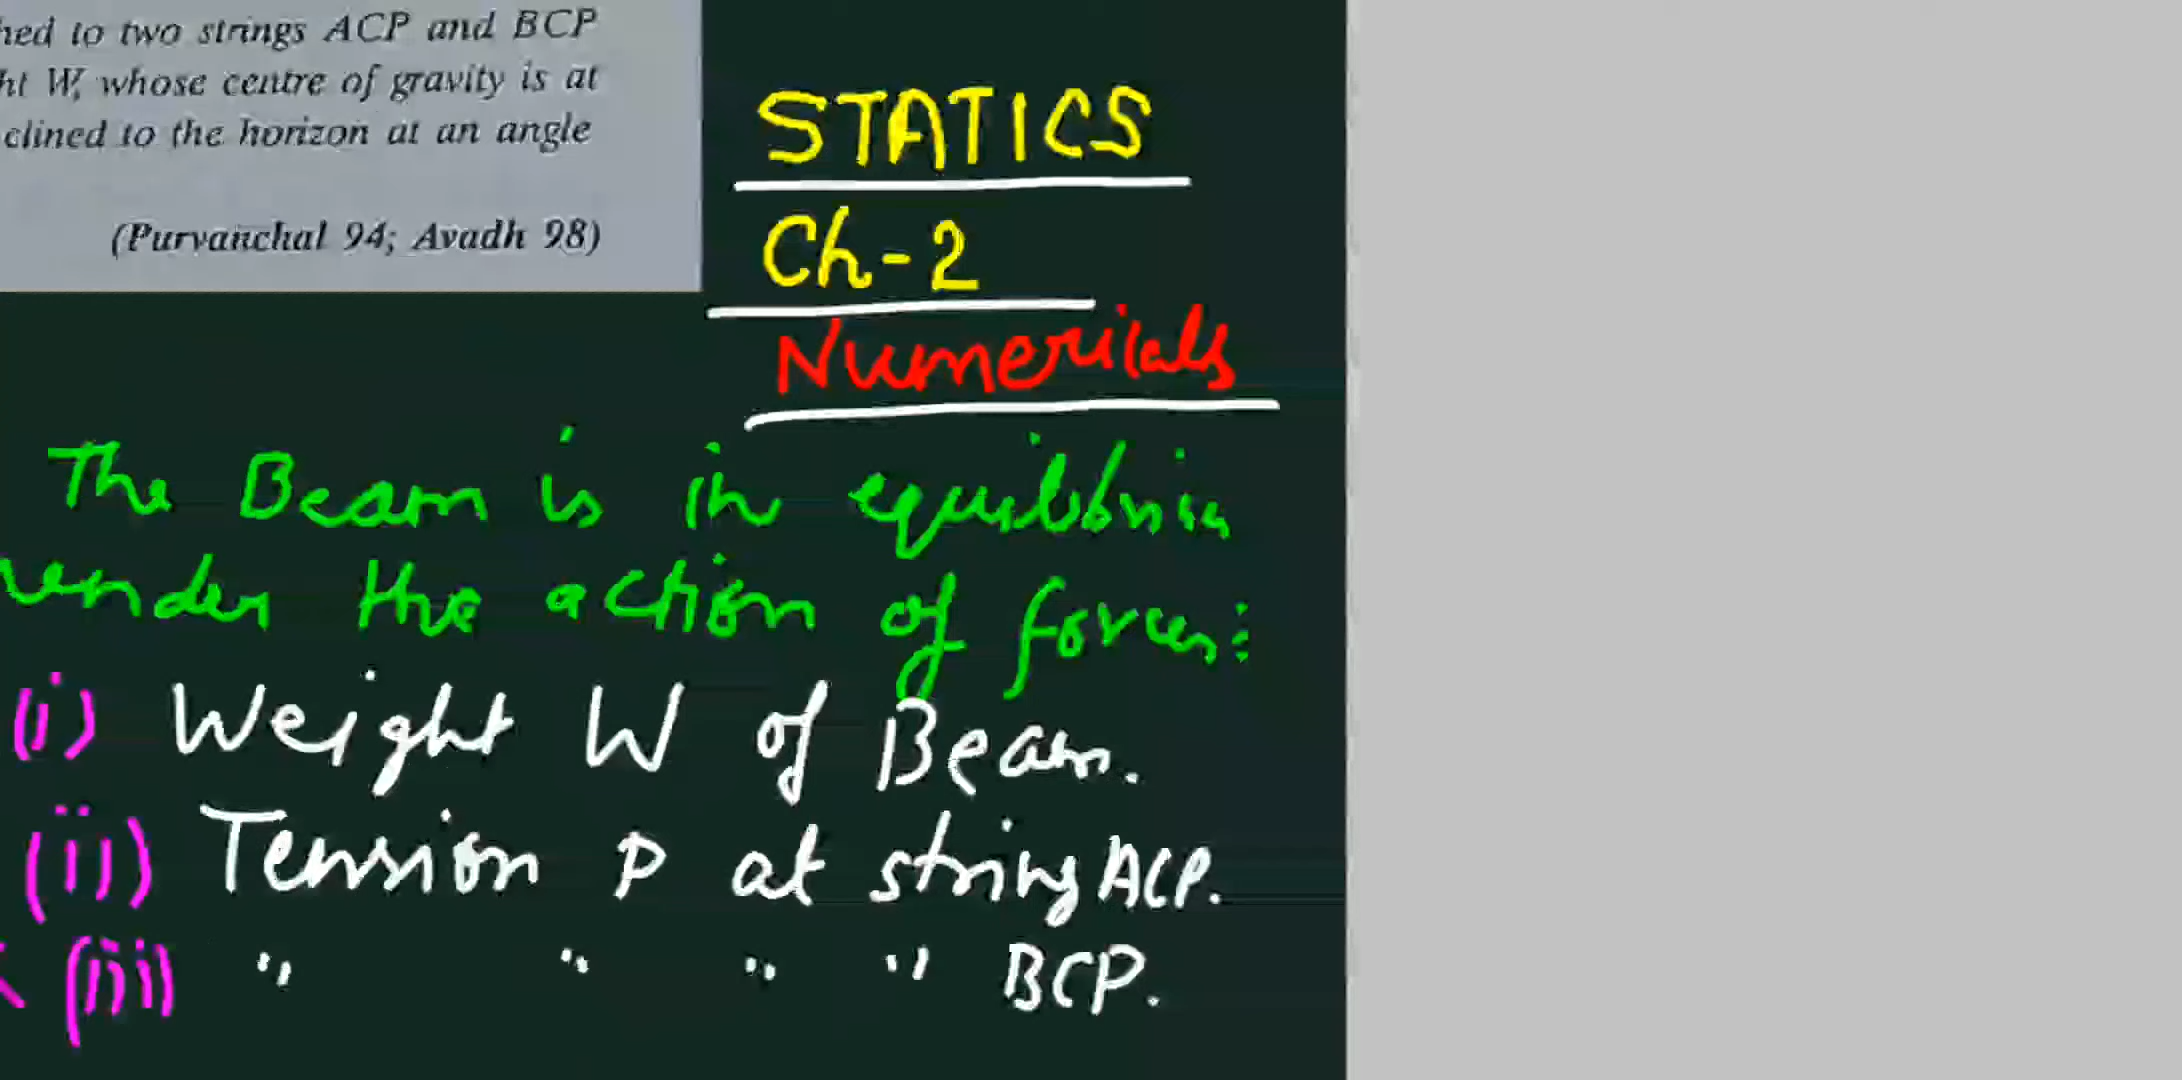 hed to two strings ACP and BCP
ht W, whose centre of gravity is at
clined to the horizon at an angle
(Purvanchal 94; Avadh 98)
STATICS
Ch-2
Numericals
The Beam is in equilibrium
under the action of forces:
(i) Weight W of Beam.
(ii) Tension P at string ACP.
(iii) " " " " BCP.